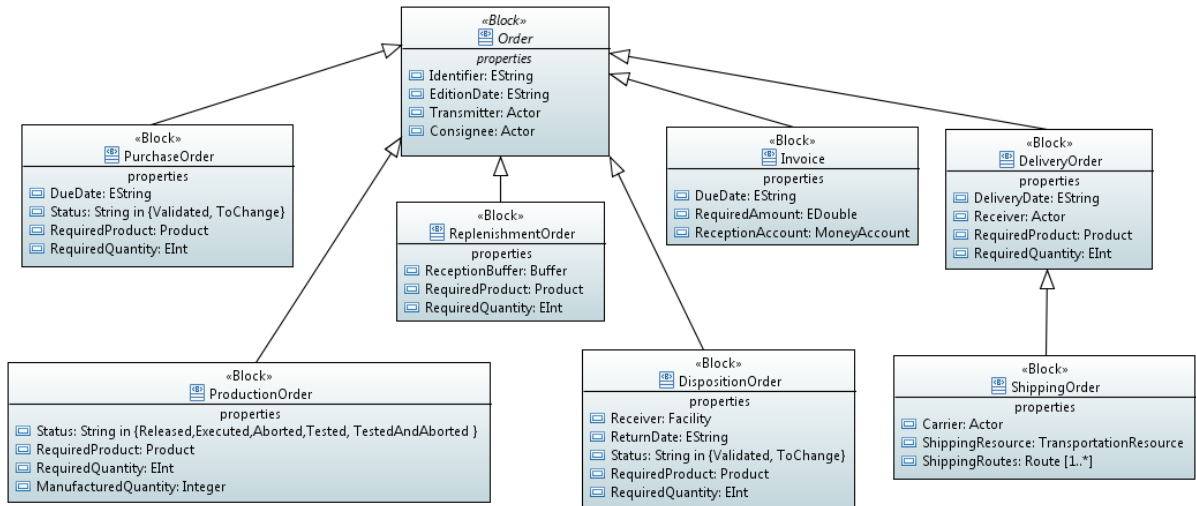 «Block»
Order
properties
Identifier: EString
EditionDate: EString
Transmitter: Actor
Consignee: Actor
«Block»
PurchaseOrder
properties
DueDate: EString
Status: String in {Validated, ToChange}
RequiredProduct: Product
RequiredQuantity: EInt
«Block»
ReplenishmentOrder
properties
ReceptionBuffer: Buffer
RequiredProduct: Product
RequiredQuantity: EInt
«Block»
Invoice
properties
DueDate: EString
RequiredAmount: EDouble
ReceptionAccount: MoneyAccount
«Block»
DeliveryOrder
properties
DeliveryDate: EString
Receiver: Actor
RequiredProduct: Product
RequiredQuantity: EInt
«Block»
ProductionOrder
properties
Status: String in {Released,Executed,Aborted,Tested, TestedAndAborted }
RequiredProduct: Product
RequiredQuantity: EInt
ManufacturedQuantity: Integer
«Block»
DispositionOrder
properties
Receiver: Facility
ReturnDate: EString
Status: String in {Validated, ToChange}
RequiredProduct: Product
RequiredQuantity: EInt
«Block»
ShippingOrder
properties
Carrier: Actor
ShippingResource: TransportationResource
ShippingRoutes: Route [1..*]